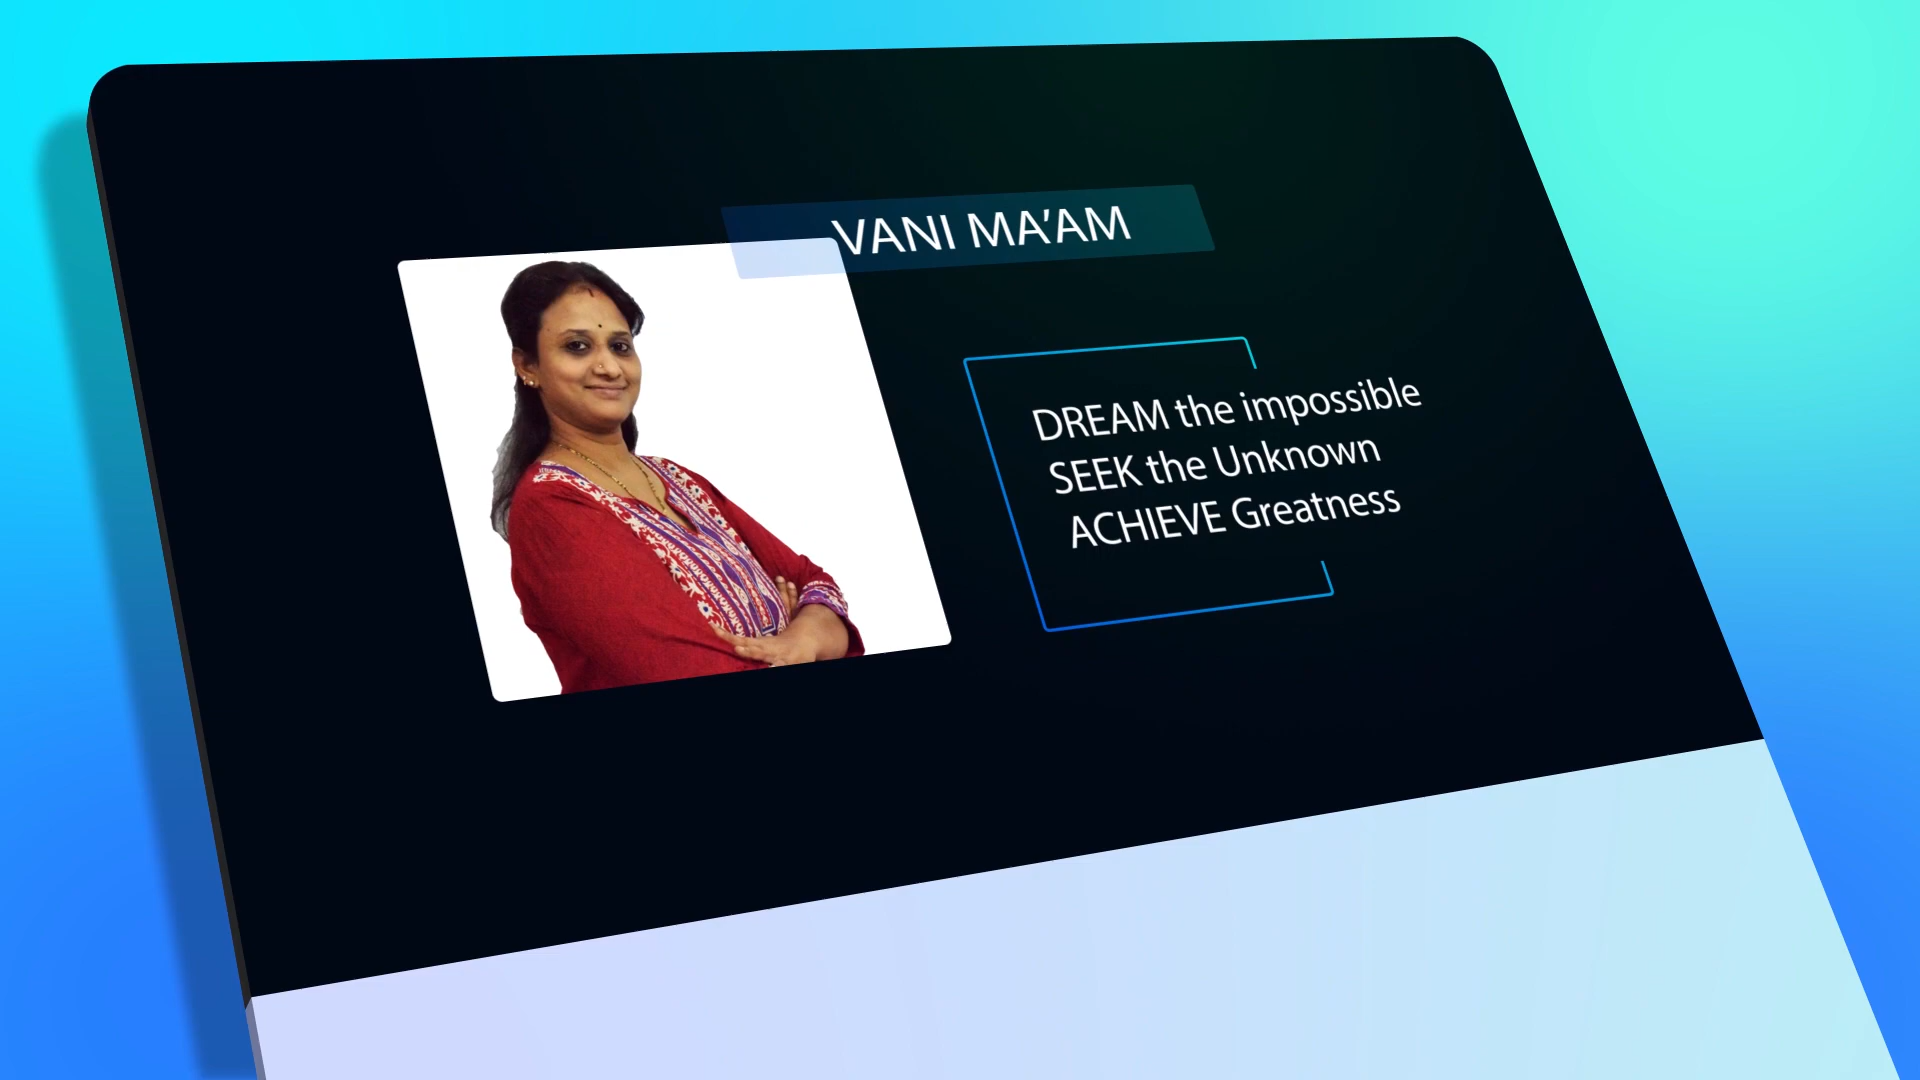 VANI MA’AM
DREAM the impossible
SEEK the Unknown
ACHIEVE Greatness